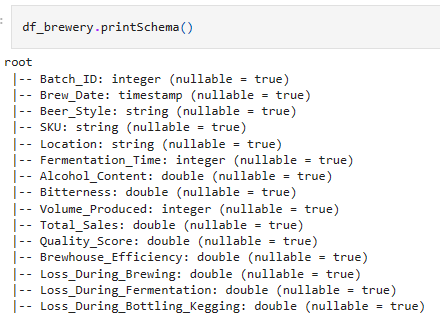 df_brewery.printSchema()
root
|-- Batch_ID: integer (nullable = true)
|-- Brew_Date: timestamp (nullable = true)
|-- Beer_Style: string (nullable = true)
|-- SKU: string (nullable = true)
|-- Location: string (nullable = true)
|-- Fermentation_Time: integer (nullable = true)
|-- Alcohol_Content: double (nullable = true)
|-- Bitterness: double (nullable = true)
|-- Volume_Produced: integer (nullable = true)
|-- Total_Sales: double (nullable = true)
|-- Quality_Score: double (nullable = true)
|-- Brewhouse_Efficiency: double (nullable = true)
|-- Loss_During_Brewing: double (nullable = true)
|-- Loss_During_Fermentation: double (nullable = true)
|-- Loss_During_Bottling_Kegging: double (nullable = true)